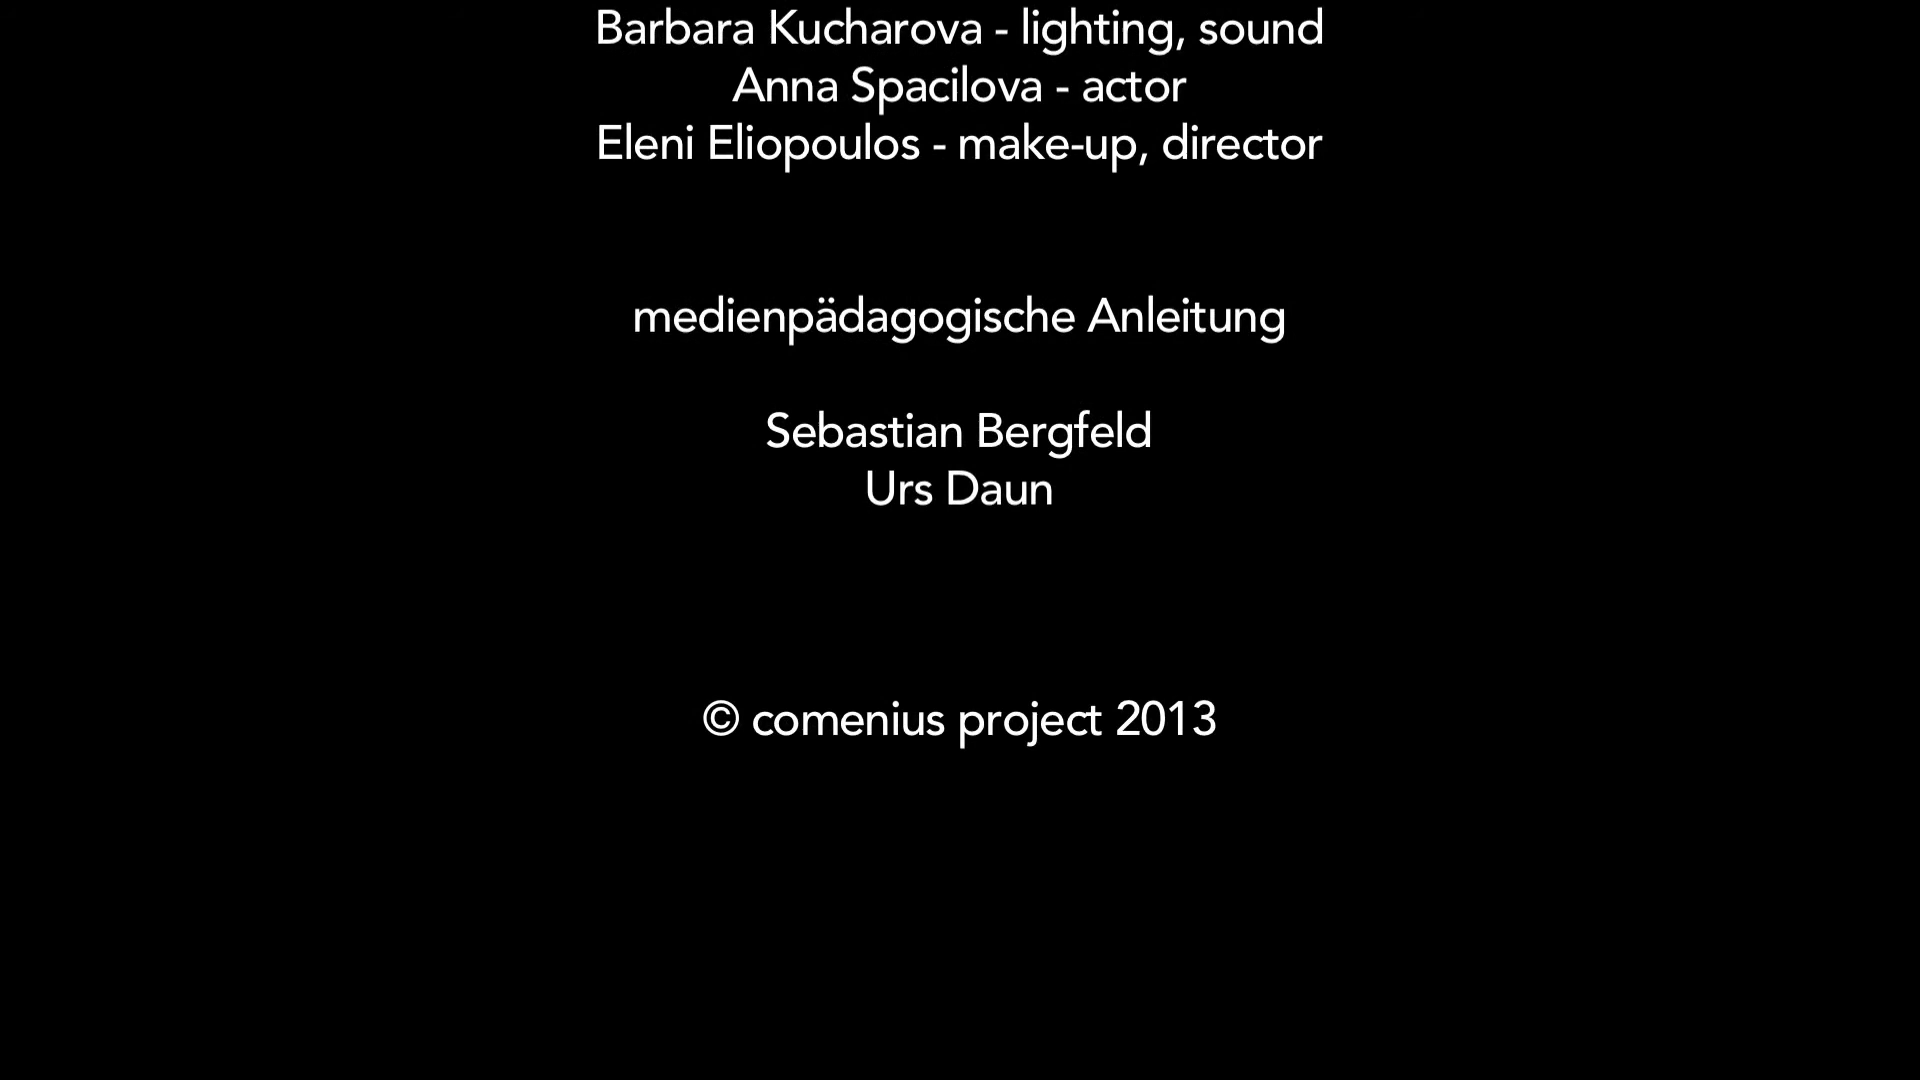 Barbara Kucharova - lighting, sound
Anna Spacilova - actor
Eleni Eliopoulos - make-up, director
medienpädagogische Anleitung
Sebastian Bergfeld
Urs Daun
© comenius project 2013